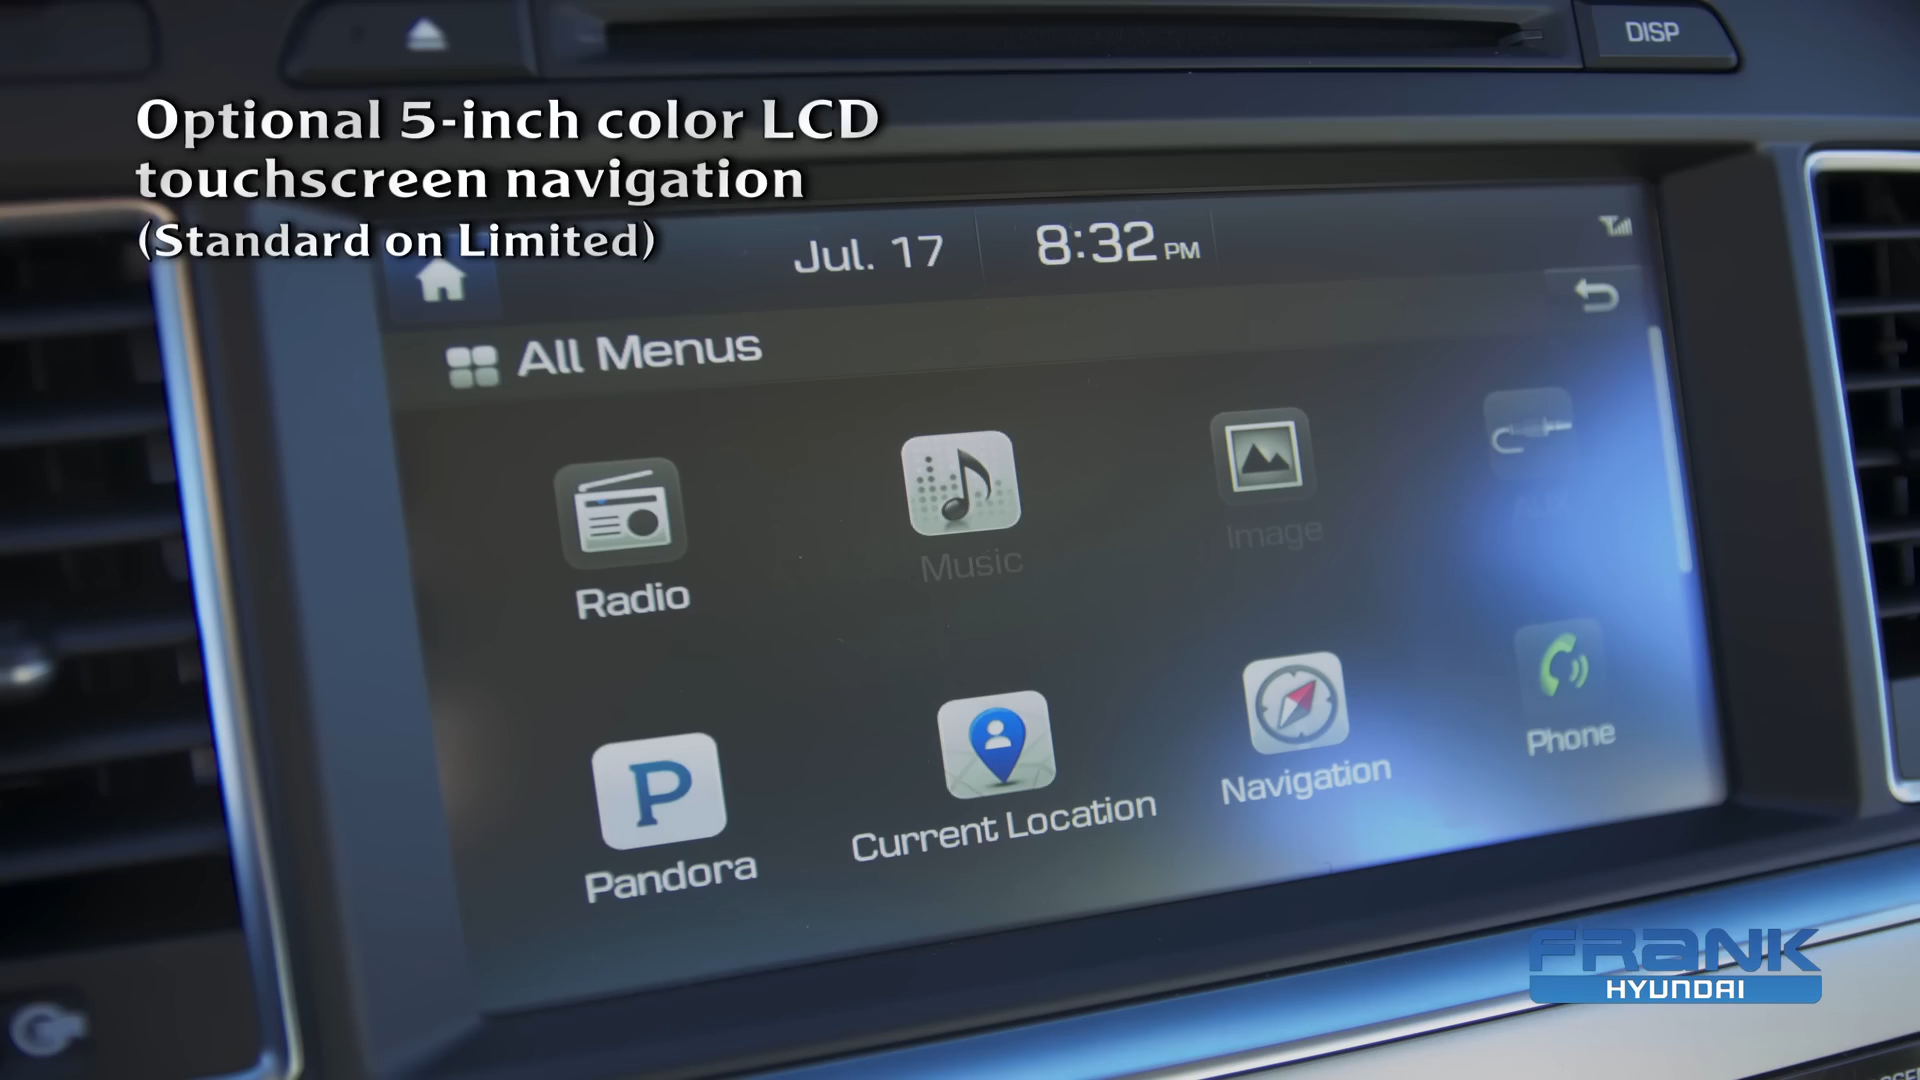 DISP
Optional 5-inch color LCD
touchscreen navigation
(Standard on Limited)
Jul. 17
8:32 PM
All Menus
Radio
Music
Image
AUX
Pandora
Current Location
Navigation
Phone
FRANK
HYUNDAI